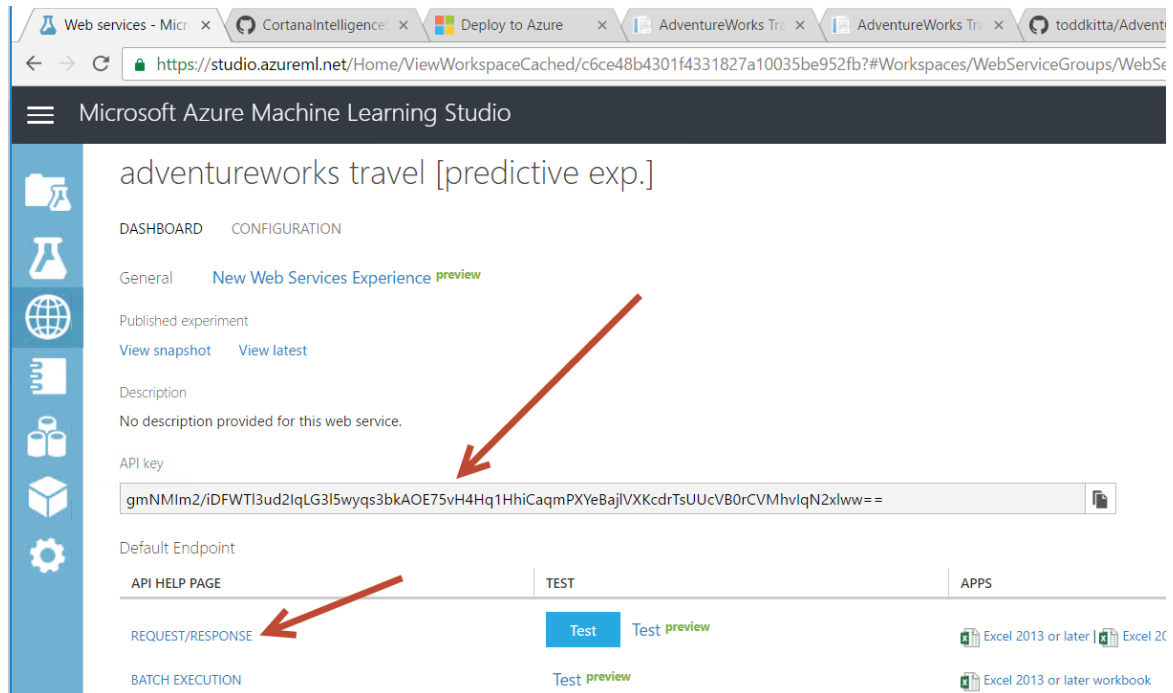 Web services - Micr
CortanaIntelligence
Deploy to Azure
AdventureWorks Tra
AdventureWorks Tra
toddkitta/Advent
https://studio.azureml.net/Home/ViewWorkspaceCached/c6ce48b4301f4331827a10035be952fb?#Workspaces/WebServiceGroups/WebSe
Microsoft Azure Machine Learning Studio
adventureworks travel [predictive exp.]
DASHBOARD CONFIGURATION
General New Web Services Experience preview
Published experiment
View snapshot View latest
Description
No description provided for this web service.
API key
gmNMIm2/iDFWTl3ud2IqLG3l5wyqs3bkAOE75vH4Hq1HhiCaqmPXYeBajlVXKcdrTsUUcVB0rCVMhvIqN2xlww==
Default Endpoint
API HELP PAGE TEST APPS
REQUEST/RESPONSE Test Test preview Excel 2013 or later | Excel 20
BATCH EXECUTION Test preview Excel 2013 or later workbook